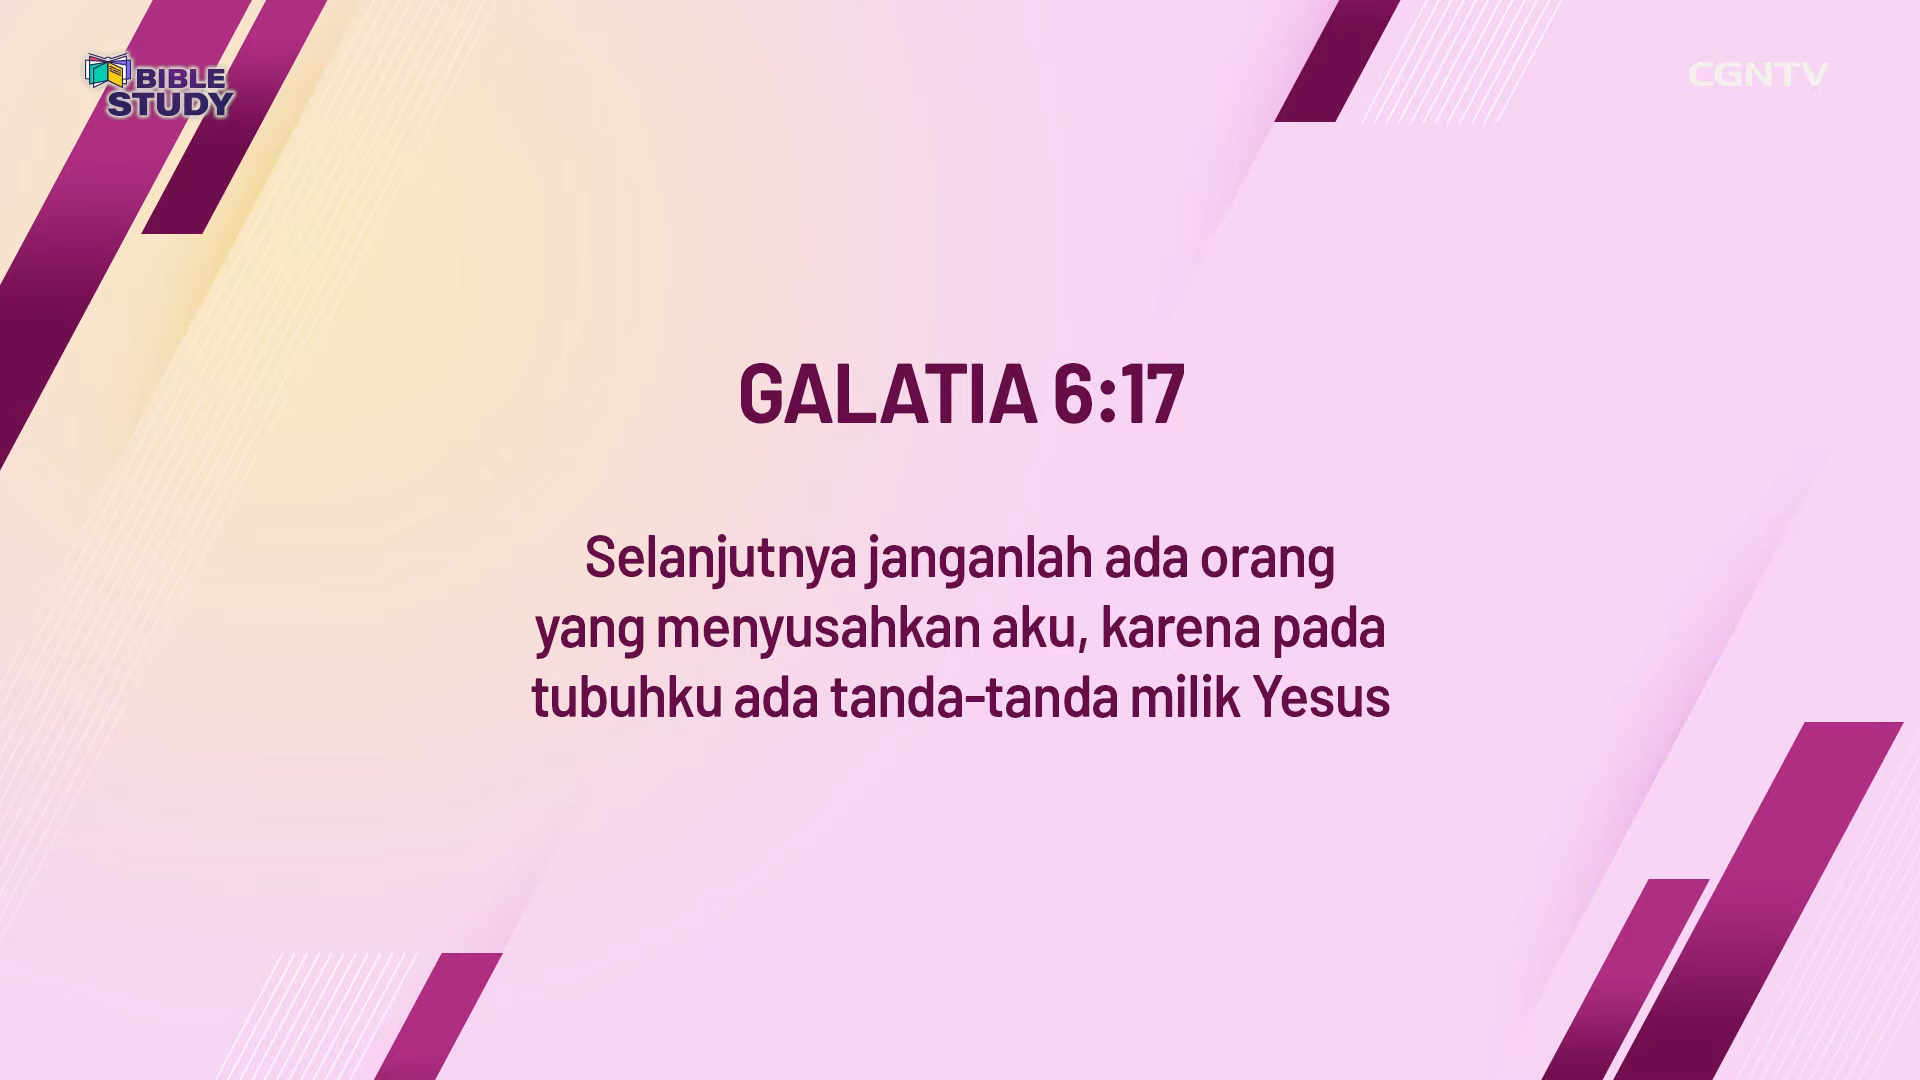 BIBLE
STUDY
CGNTV
GALATIA 6:17
Selanjutnya janganlah ada orang
yang menyusahkan aku, karena pada
tubuhku ada tanda-tanda milik Yesus